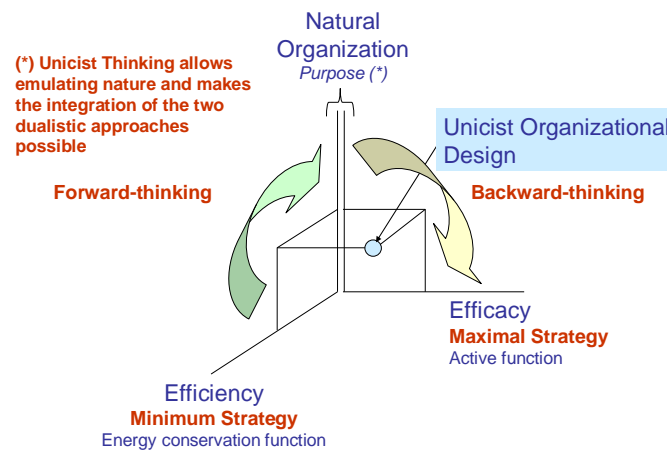 Natural
Organization
Purpose (*)
(*) Unicist Thinking allows
emulating nature and makes
the integration of the two
dualistic approaches
possible
Unicist Organizational
Design
Forward-thinking
Backward-thinking
Efficacy
Maximal Strategy
Active function
Efficiency
Minimum Strategy
Energy conservation function